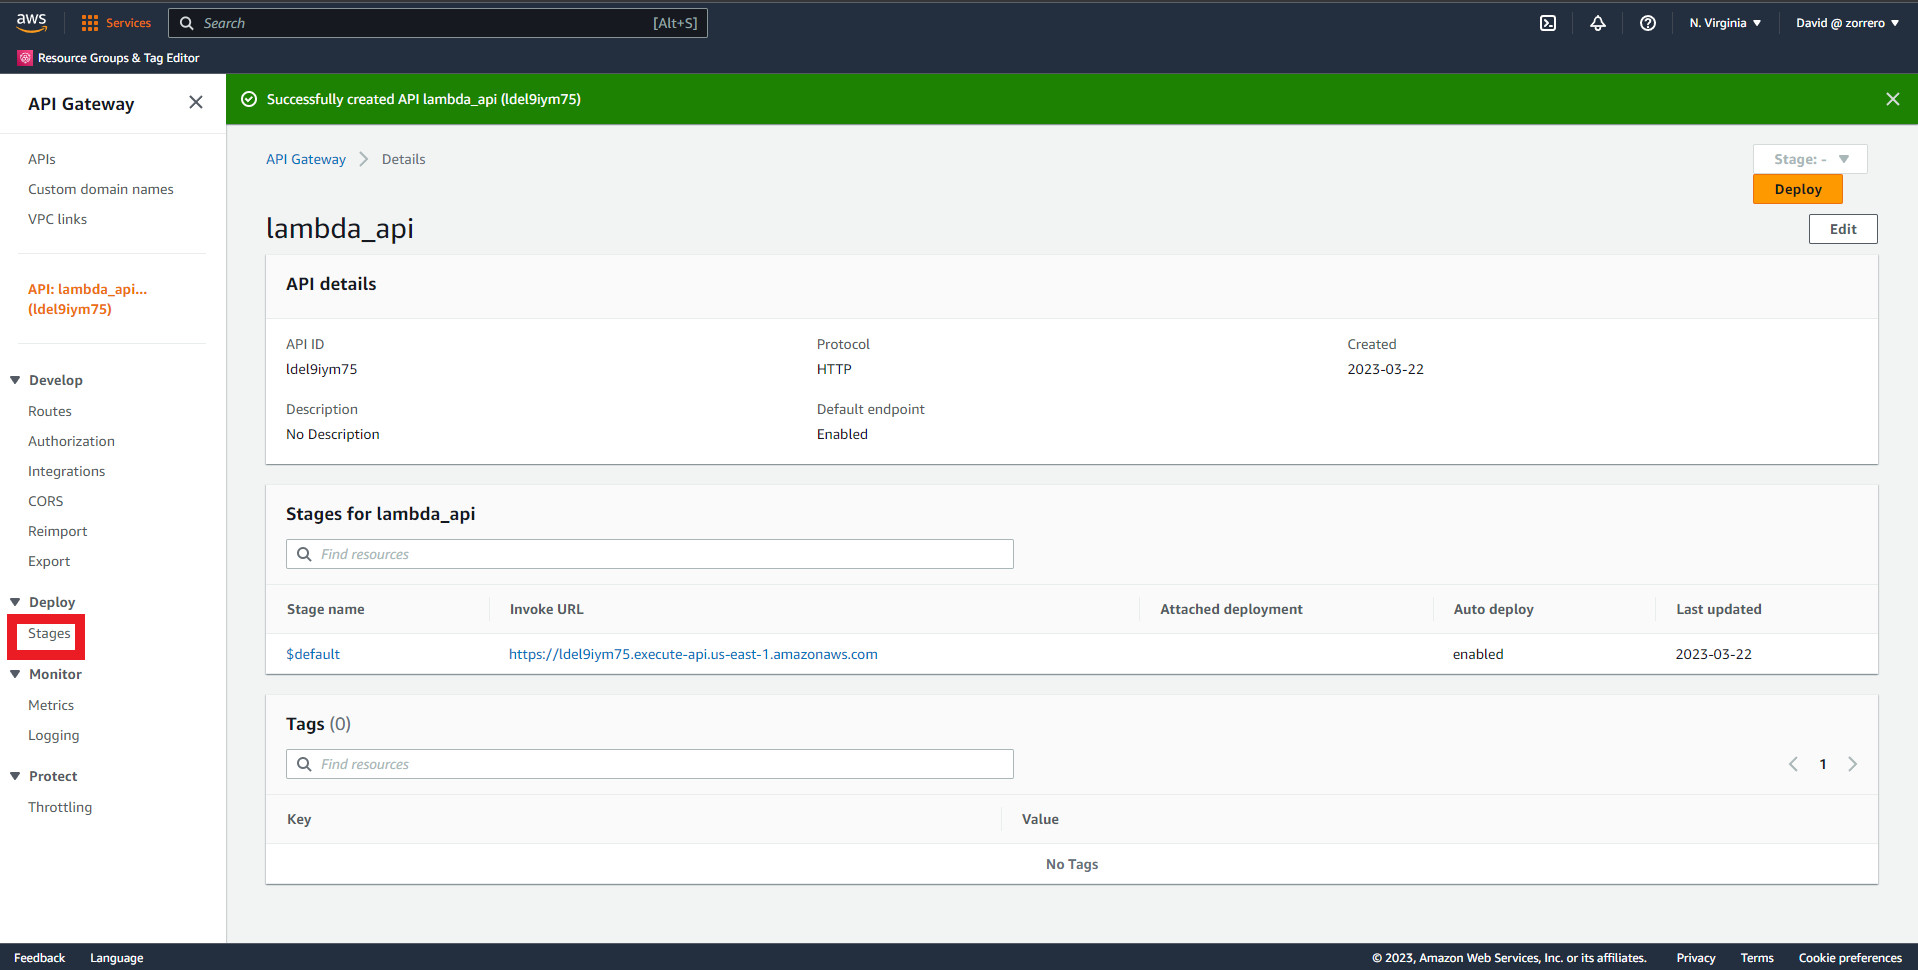 aws
Services
Search
[Alt+S]
N. Virginia
David @ zorrero
Resource Groups & Tag Editor
API Gateway
Successfully created API lambda_api (ldel9iym75)
APIs
Custom domain names
VPC links
API: lambda_api...
(ldel9iym75)
Develop
Routes
Authorization
Integrations
CORS
Reimport
Export
Deploy
Stages
Monitor
Metrics
Logging
Protect
Throttling
API Gateway
Details
Stage: -
Deploy
lambda_api
Edit
API details
API ID
ldel9iym75
Protocol
HTTP
Created
2023-03-22
Description
No Description
Default endpoint
Enabled
Stages for lambda_api
Find resources
Stage name
Invoke URL
Attached deployment
Auto deploy
Last updated
$default
https://ldel9iym75.execute-api.us-east-1.amazonaws.com
enabled
2023-03-22
Tags (0)
Find resources
1
Key
Value
No Tags
Feedback
Language
© 2023, Amazon Web Services, Inc. or its affiliates.
Privacy
Terms
Cookie preferences